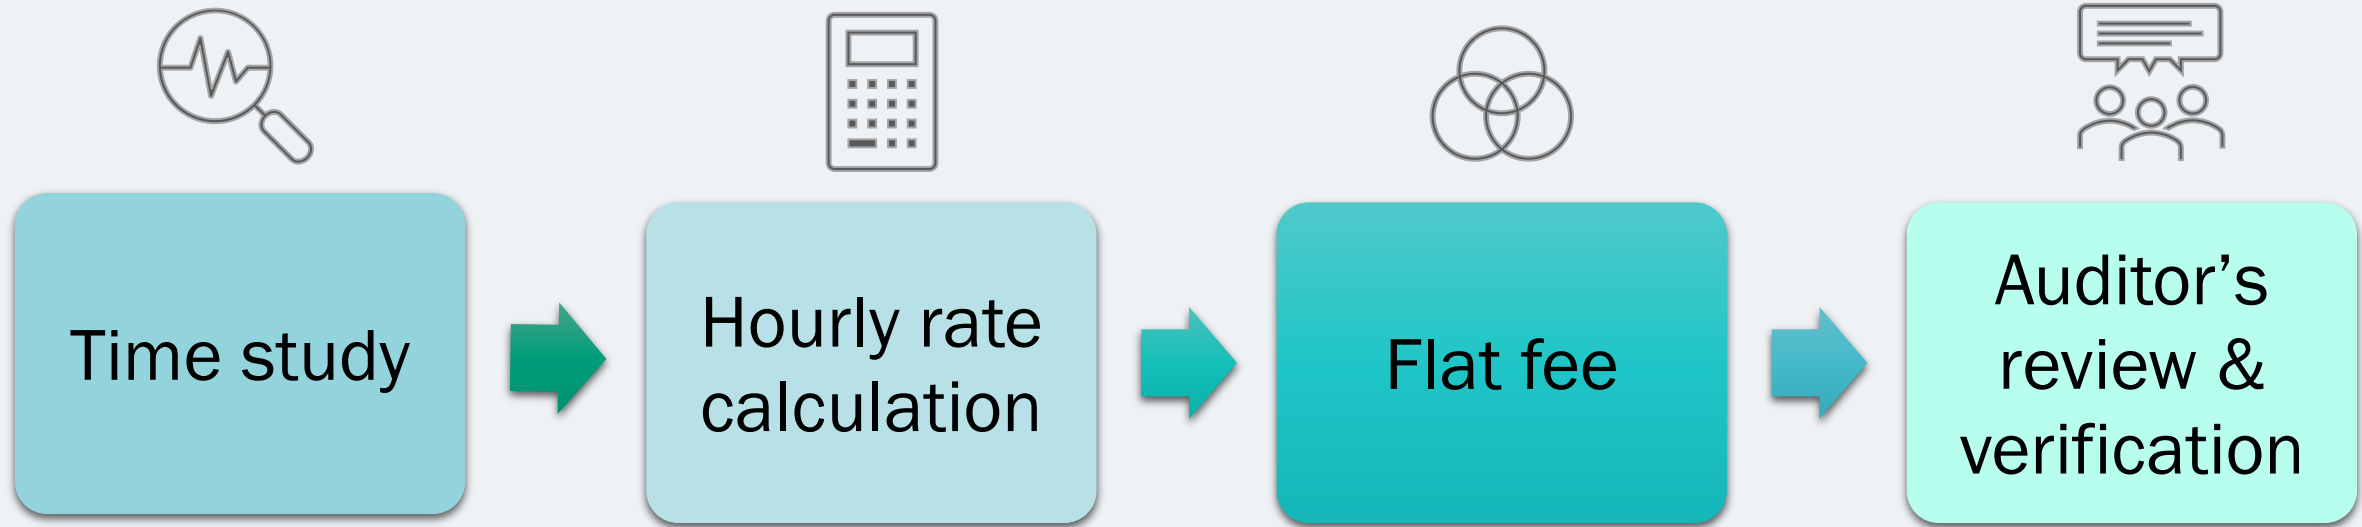 Time study
Hourly rate
calculation
Flat fee
Auditor’s
review &
verification